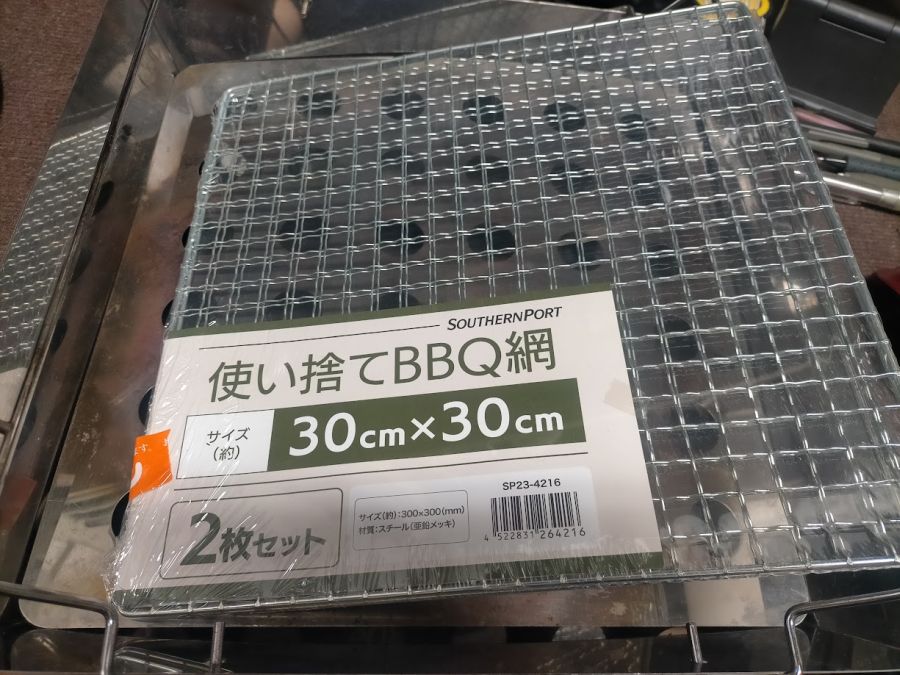 SOUTHERNPORT
使い捨てBBQ網
サイズ
(約)
30cm×30cm
2枚セット
サイズ(約):300×300(mm)
材質:スチール(亜鉛メッキ)
SP23-4216
4 522831 264216